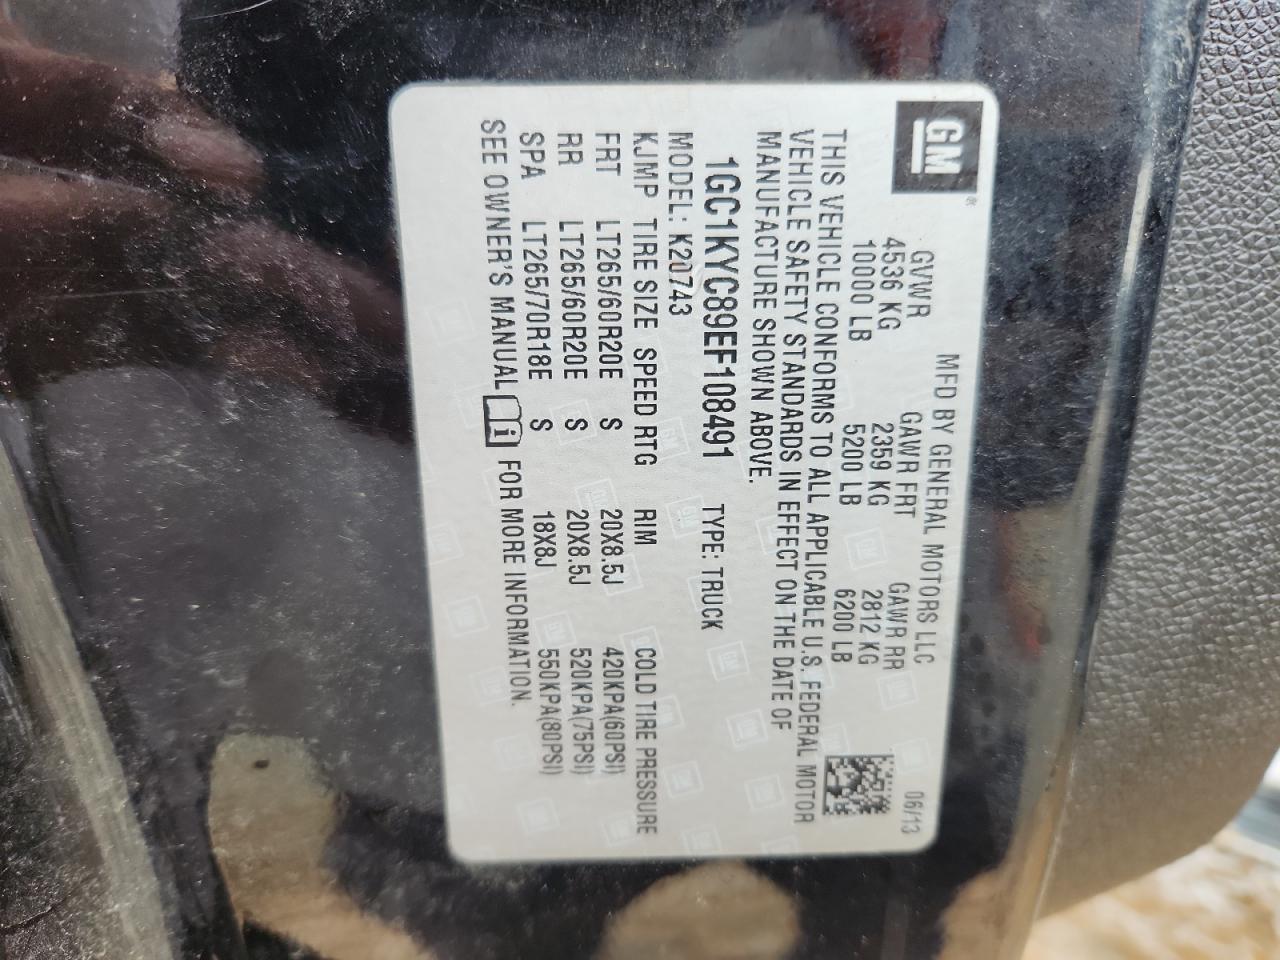 GM
MFD BY GENERAL MOTORS LLC 06/13
GVWR GAWR FRT GAWR RR
4536 KG 2359 KG 2812 KG
10000 LB 5200 LB 6200 LB
THIS VEHICLE CONFORMS TO ALL APPLICABLE U.S. FEDERAL MOTOR
VEHICLE SAFETY STANDARDS IN EFFECT ON THE DATE OF
MANUFACTURE SHOWN ABOVE.
1GC1KYC89EF108491 TYPE: TRUCK
MODEL: K20743
KJMP TIRE SIZE SPEED RTG RIM COLD TIRE PRESSURE
FRT LT265/60R20E S 20X8.5J 420KPA(60PSI)
RR LT265/60R20E S 20X8.5J 520KPA(75PSI)
SPA LT265/70R18E S 18X8J 550KPA(80PSI)
SEE OWNER'S MANUAL i FOR MORE INFORMATION.